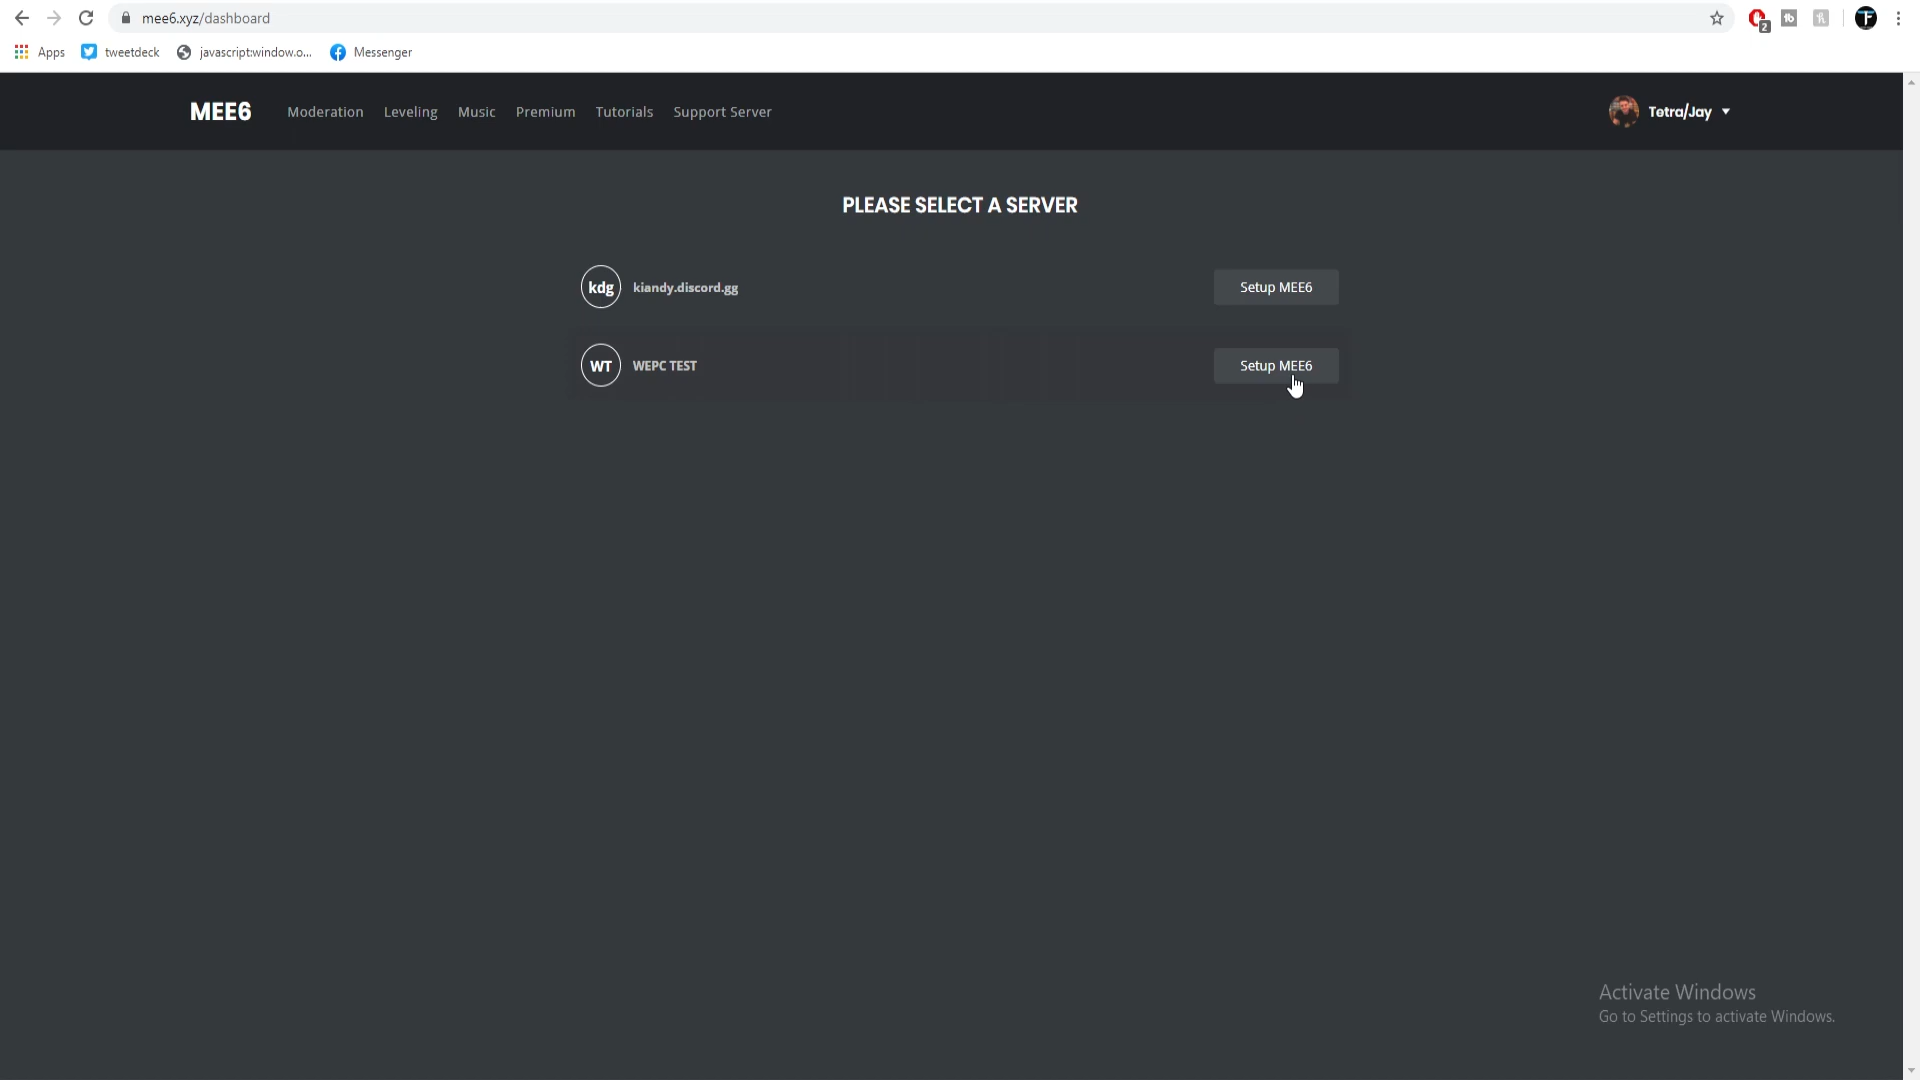 mee6.xyz/dashboard
2
Apps tweetdeck javascript:window.o... Messenger
MEE6 Moderation Leveling Music Premium Tutorials Support Server Tetra/Jay
PLEASE SELECT A SERVER
kdg kiandy.discord.gg Setup MEE6
WT WEPC TEST Setup MEE6
Activate Windows
Go to Settings to activate Windows.